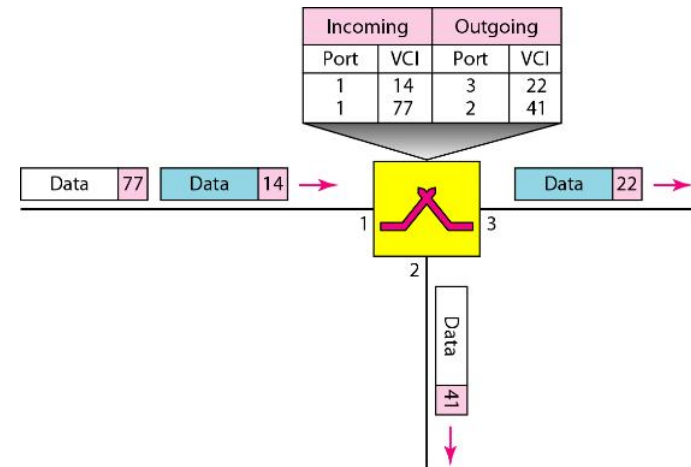 Incoming Outgoing
Port VCI Port VCI
1 14 3 22
1 77 2 41
Data 77 Data 14 Data 22
1 3
2
Data 41